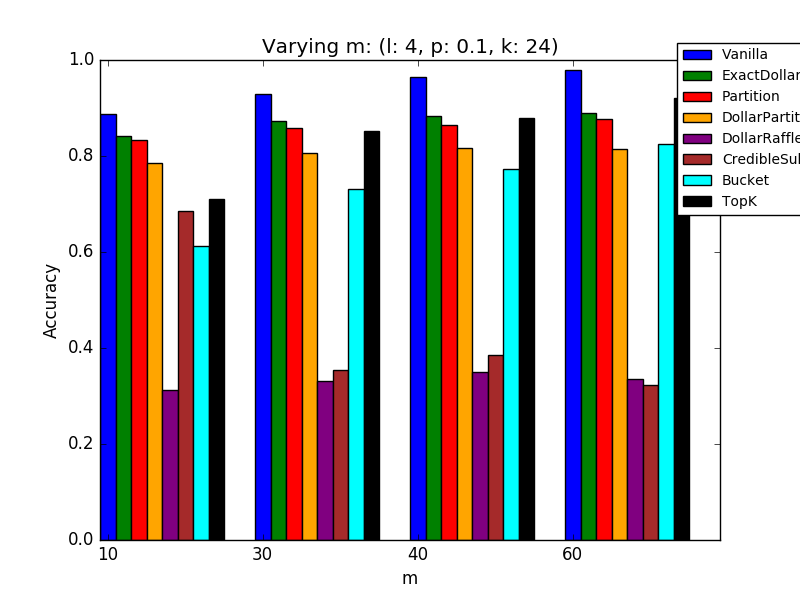 Varying m: (l: 4, p: 0.1, k: 24)
1.0
0.8
0.6
0.4
0.2
0.0
Accuracy
10
30
40
60
m
Vanilla
ExactDollar
Partition
DollarPartit
DollarRaffle
CredibleSu
Bucket
TopK